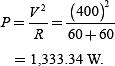 P = V²/R = (400)²/(60+60)
= 1,333.34 W.